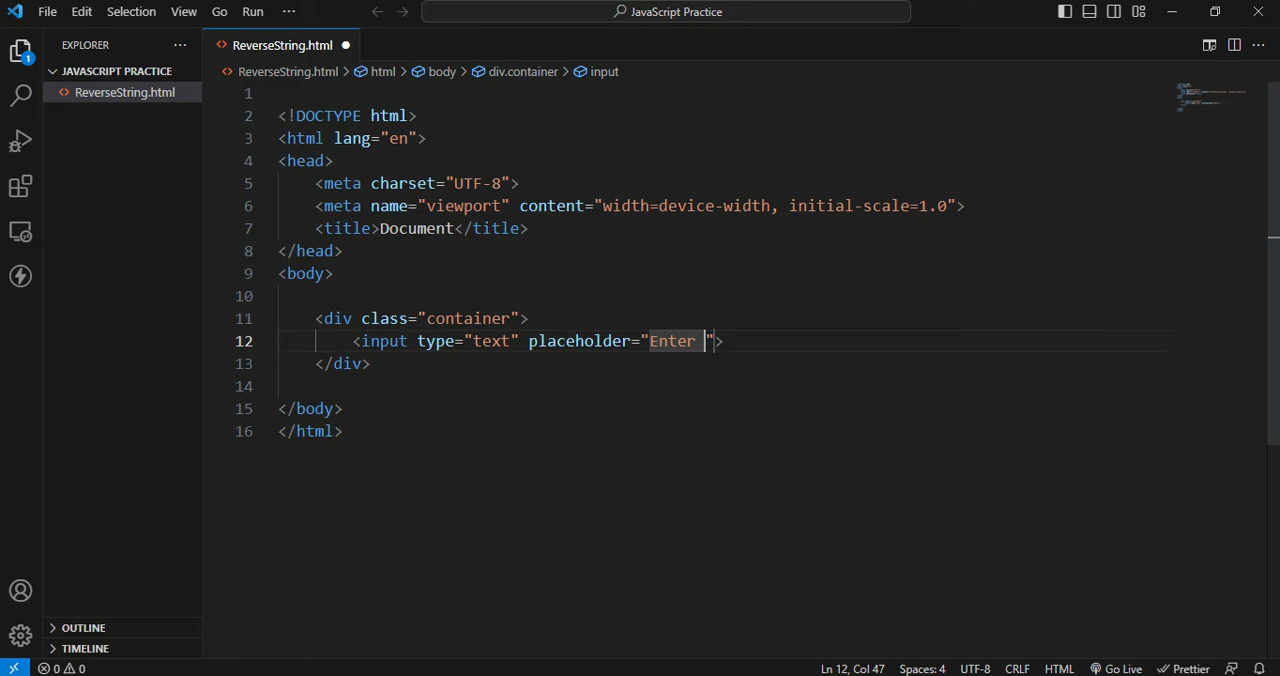 File Edit Selection View Go Run ··· JavaScript Practice
EXPLORER ···
JAVASCRIPT PRACTICE
ReverseString.html
1
ReverseString.html
ReverseString.html > html > body > div.container > input
1
2 <!DOCTYPE html>
3 <html lang="en">
4 <head>
5 <meta charset="UTF-8">
6 <meta name="viewport" content="width=device-width, initial-scale=1.0">
7 <title>Document</title>
8 </head>
9 <body>
10
11 <div class="container">
12 <input type="text" placeholder="Enter ">
13 </div>
14
15 </body>
16 </html>
OUTLINE
TIMELINE
0 0 Ln 12, Col 47 Spaces: 4 UTF-8 CRLF HTML Go Live Prettier